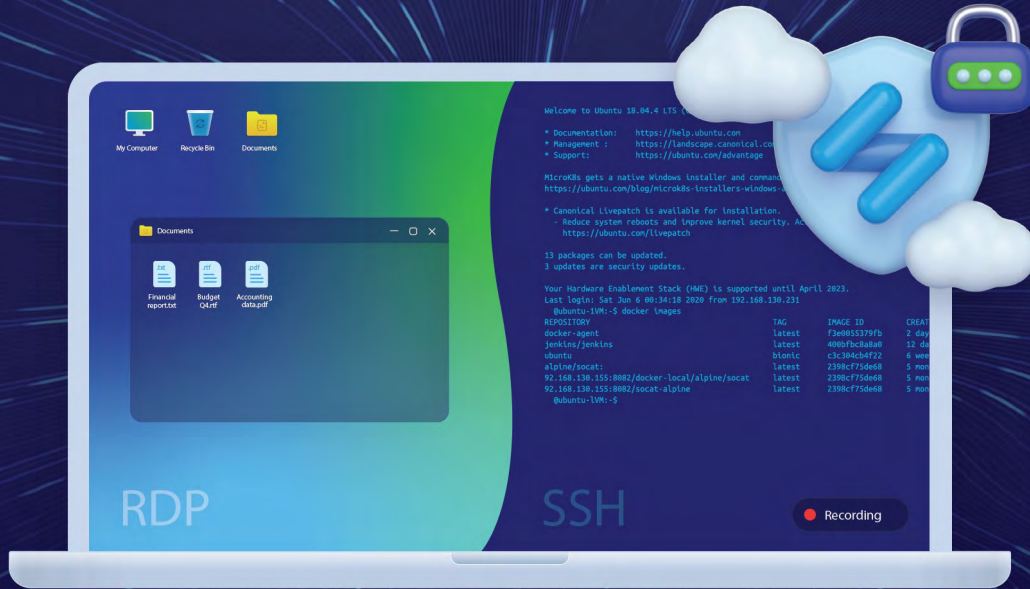 My Computer
Recycle Bin
Documents
Documents
.txt
.rtf
.pdf
Financial
report.txt
Budget
Q4.rtf
Accounting
data.pdf
RDP
Welcome to Ubuntu 18.04.4 LTS
* Documentation: https://help.ubuntu.com
* Management : https://landscape.canonical.co
* Support: https://ubuntu.com/advantage
M1croK8s gets a native Windows installer and command
https://ubuntu.com/blog/microk8s-installers-windows-
* Canonical Livepatch is available for installation.
- Reduce system reboots and improve kernel security. Ac
https://ubuntu.com/livepatch
13 packages can be updated.
3 updates are security updates.
Your Hardware Enablement Stack (HWE) is supported until April 2023.
Last login: Sat Jun 6 00:34:18 2020 from 192.168.130.231
@ubuntu-1VM:~$ docker images
REPOSITORY TAG IMAGE ID CREAT
docker-agent latest f3e0055379fb 2 day
jenkins/jenkins latest 400bfbc8a8a0 12 da
ubuntu bionic c3c304cb4f22 6 wee
alpine/socat: latest 2398cf75de68 5 mon
92.168.130.155:8082/docker-local/alpine/socat latest 2398cf75de68 5 mon
92.168.130.155:8082/socat-alpine latest 2398cf75de68 5 mon
@ubuntu-lVM:~$
SSH
Recording